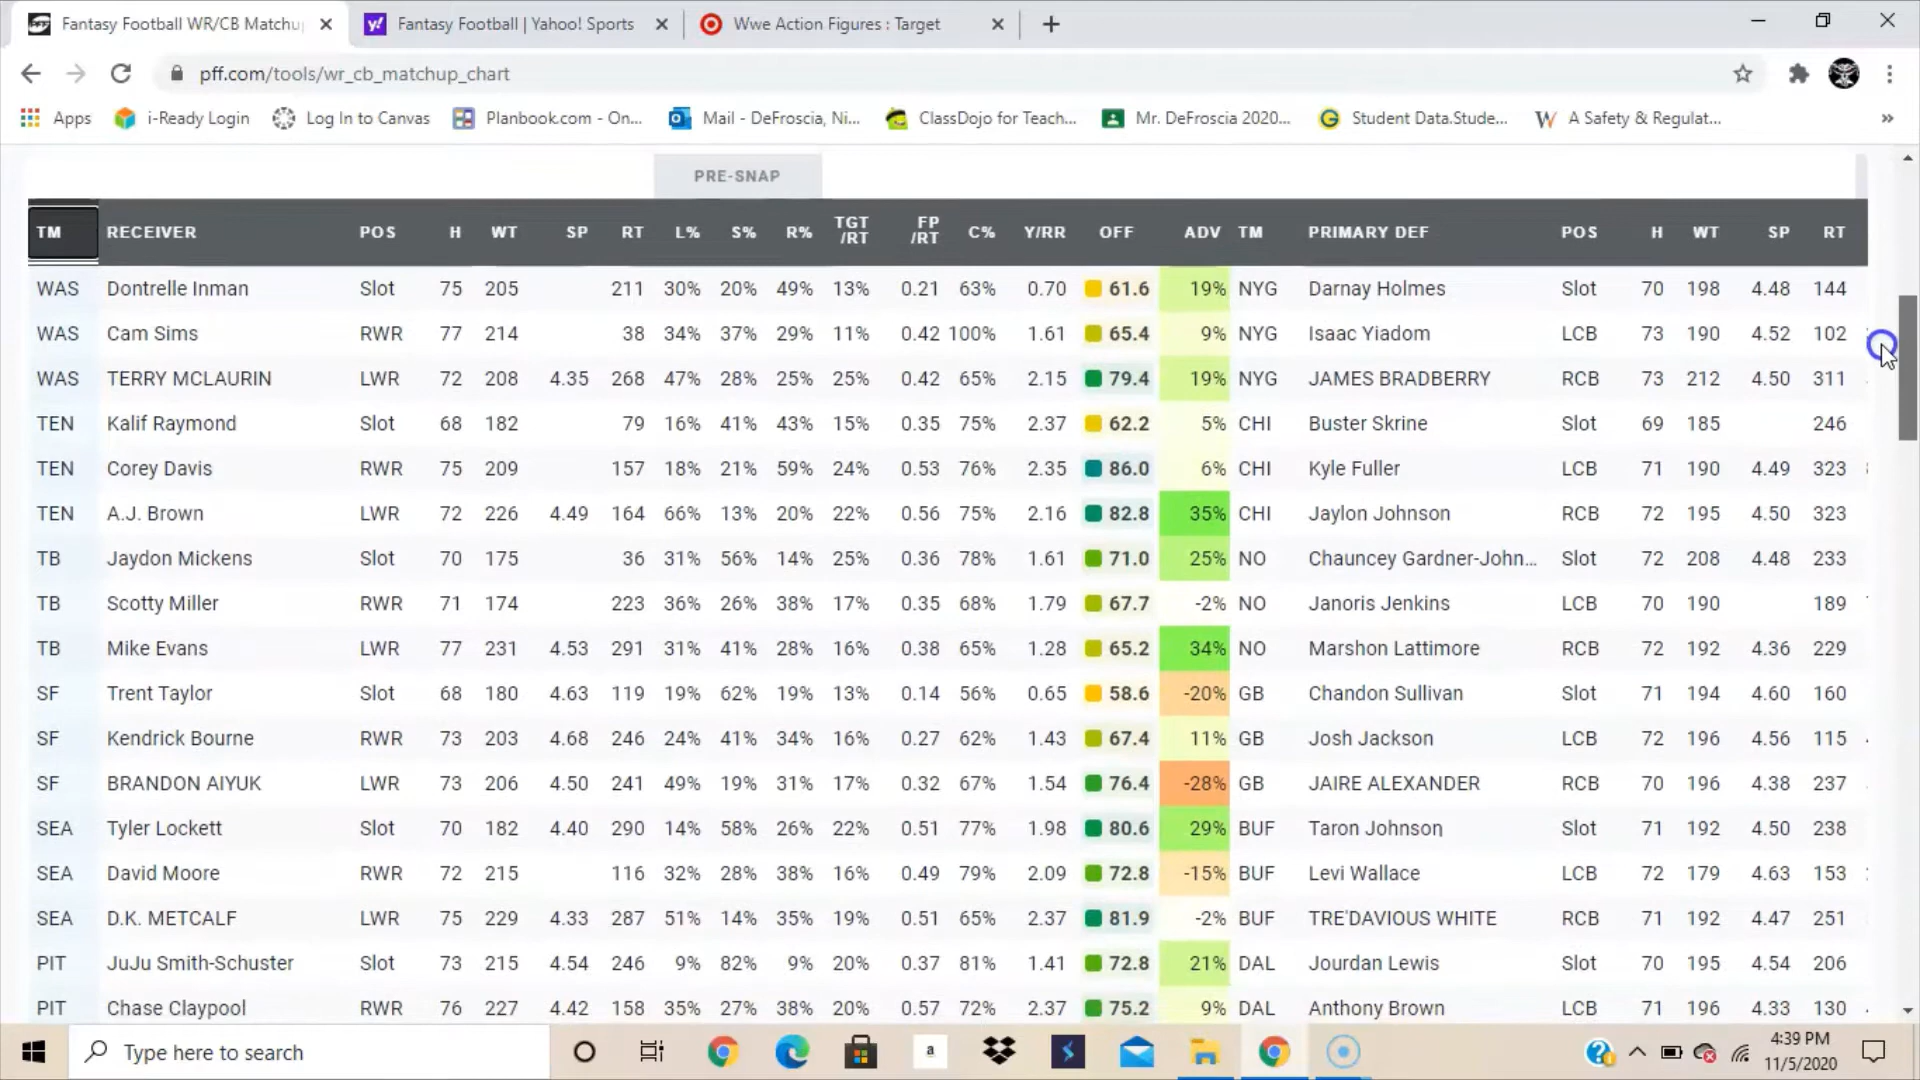 Fantasy Football WR/CB Matchu
Fantasy Football | Yahoo! Sports
Wwe Action Figures : Target
pff.com/tools/wr_cb_matchup_chart
Apps i-Ready Login Log In to Canvas Planbook.com - On... Mail - DeFroscia, Ni... ClassDojo for Teach... Mr. DeFroscia 2020... Student Data.Stude... A Safety & Regulat... »
PRE-SNAP
TM RECEIVER POS H WT SP RT L% S% R% TGT /RT FP /RT C% Y/RR OFF ADV TM PRIMARY DEF POS H WT SP RT
WAS Dontrelle Inman Slot 75 205 211 30% 20% 49% 13% 0.21 63% 0.70 61.6 19% NYG Darnay Holmes Slot 70 198 4.48 144
WAS Cam Sims RWR 77 214 38 34% 37% 29% 11% 0.42 100% 1.61 65.4 9% NYG Isaac Yiadom LCB 73 190 4.52 102
WAS TERRY MCLAURIN LWR 72 208 4.35 268 47% 28% 25% 25% 0.42 65% 2.15 79.4 19% NYG JAMES BRADBERRY RCB 73 212 4.50 311
TEN Kalif Raymond Slot 68 182 79 16% 41% 43% 15% 0.35 75% 2.37 62.2 5% CHI Buster Skrine Slot 69 185 246
TEN Corey Davis RWR 75 209 157 18% 21% 59% 24% 0.53 76% 2.35 86.0 6% CHI Kyle Fuller LCB 71 190 4.49 323
TEN A.J. Brown LWR 72 226 4.49 164 66% 13% 20% 22% 0.56 75% 2.16 82.8 35% CHI Jaylon Johnson RCB 72 195 4.50 323
TB Jaydon Mickens Slot 70 175 36 31% 56% 14% 25% 0.36 78% 1.61 71.0 25% NO Chauncey Gardner-John... Slot 72 208 4.48 233
TB Scotty Miller RWR 71 174 223 36% 26% 38% 17% 0.35 68% 1.79 67.7 -2% NO Janoris Jenkins LCB 70 190 189
TB Mike Evans LWR 77 231 4.53 291 31% 41% 28% 16% 0.38 65% 1.28 65.2 34% NO Marshon Lattimore RCB 72 192 4.36 229
SF Trent Taylor Slot 68 180 4.63 119 19% 62% 19% 13% 0.14 56% 0.65 58.6 -20% GB Chandon Sullivan Slot 71 194 4.60 160
SF Kendrick Bourne RWR 73 203 4.68 246 24% 41% 34% 16% 0.27 62% 1.43 67.4 11% GB Josh Jackson LCB 72 196 4.56 115
SF BRANDON AIYUK LWR 73 206 4.50 241 49% 19% 31% 17% 0.32 67% 1.54 76.4 -28% GB JAIRE ALEXANDER RCB 70 196 4.38 237
SEA Tyler Lockett Slot 70 182 4.40 290 14% 58% 26% 22% 0.51 77% 1.98 80.6 29% BUF Taron Johnson Slot 71 192 4.50 238
SEA David Moore RWR 72 215 116 32% 28% 38% 16% 0.49 79% 2.09 72.8 -15% BUF Levi Wallace LCB 72 179 4.63 153
SEA D.K. METCALF LWR 75 229 4.33 287 51% 14% 35% 19% 0.51 65% 2.37 81.9 -2% BUF TRE'DAVIOUS WHITE RCB 71 192 4.47 251
PIT JuJu Smith-Schuster Slot 73 215 4.54 246 9% 82% 9% 20% 0.37 81% 1.41 72.8 21% DAL Jourdan Lewis Slot 70 195 4.54 206
PIT Chase Claypool RWR 76 227 4.42 158 35% 27% 38% 20% 0.57 72% 2.37 75.2 9% DAL Anthony Brown LCB 71 196 4.33 130
Type here to search
4:39 PM
11/5/2020